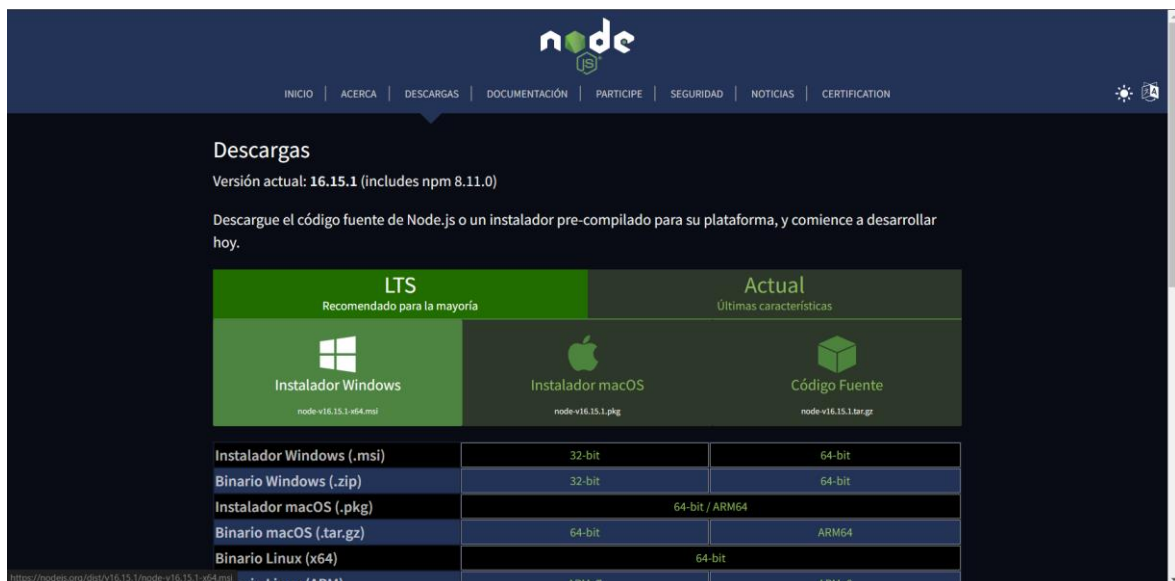 node
JS
INICIO | ACERCA | DESCARGAS | DOCUMENTACIÓN | PARTICIPE | SEGURIDAD | NOTICIAS | CERTIFICATION
Descargas
Versión actual: 16.15.1 (includes npm 8.11.0)
Descargue el código fuente de Node.js o un instalador pre-compilado para su plataforma, y comience a desarrollar
hoy.
LTS Actual
Recomendado para la mayoría Últimas características
Instalador Windows Instalador macOS Código Fuente
node-v16.15.1-x64.msi node-v16.15.1.pkg node-v16.15.1.tar.gz
Instalador Windows (.msi) 32-bit 64-bit
Binario Windows (.zip) 32-bit 64-bit
Instalador macOS (.pkg) 64-bit / ARM64
Binario macOS (.tar.gz) 64-bit ARM64
Binario Linux (x64) 64-bit
https://nodejs.org/dist/v16.15.1/node-v16.15.1-x64.msi